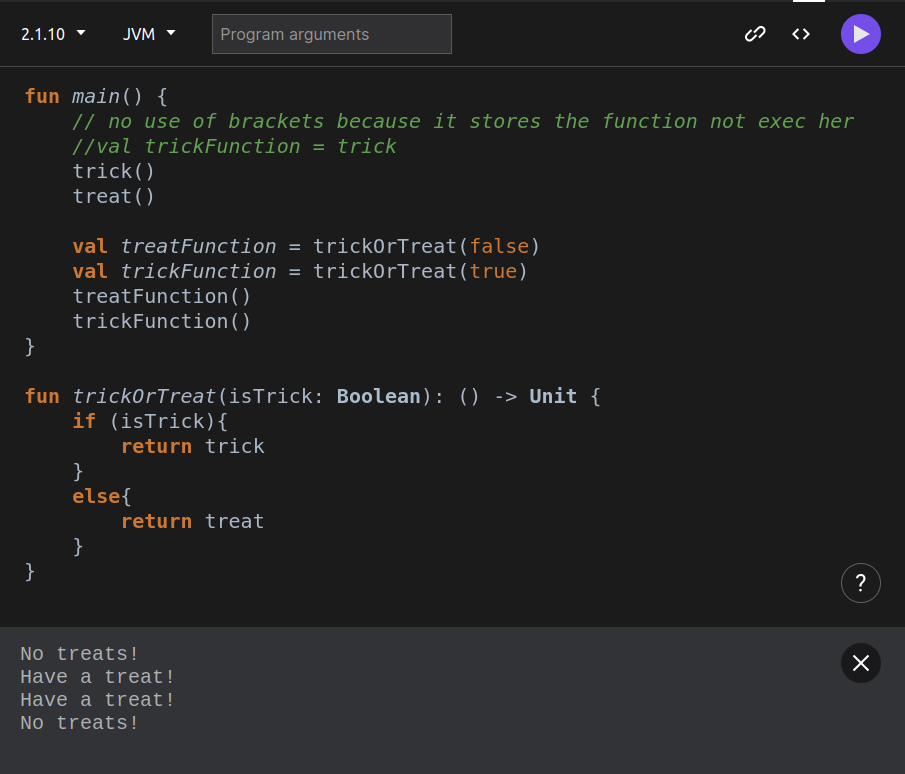 2.1.10 JVM Program arguments
fun main() {
    // no use of brackets because it stores the function not exec her
    //val trickFunction = trick
    trick()
    treat()

    val treatFunction = trickOrTreat(false)
    val trickFunction = trickOrTreat(true)
    treatFunction()
    trickFunction()
}

fun trickOrTreat(isTrick: Boolean): () -> Unit {
    if (isTrick){
        return trick
    }
    else{
        return treat
    }
}
?
No treats!
Have a treat!
Have a treat!
No treats!